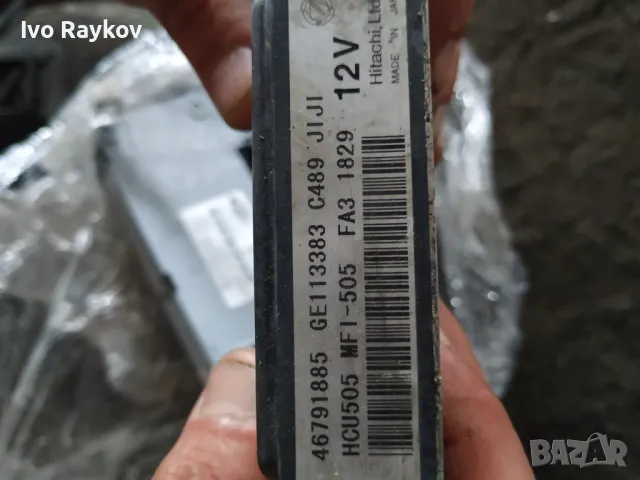 Ivo Raykov
46791885 GE113383 C489 JIJI
HCU505 MFI-505 FA3 1829
12V
Hitachi, Ltd
MADE IN JA
BAZAR